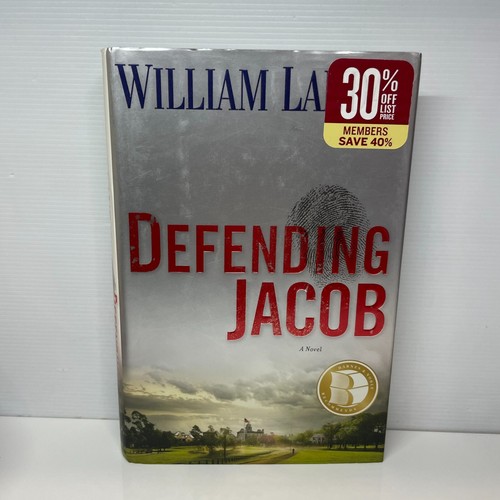 WILLIAM LA
30%
OFF
LIST
PRICE
MEMBERS
SAVE 40%
DEFENDING
JACOB
A Novel